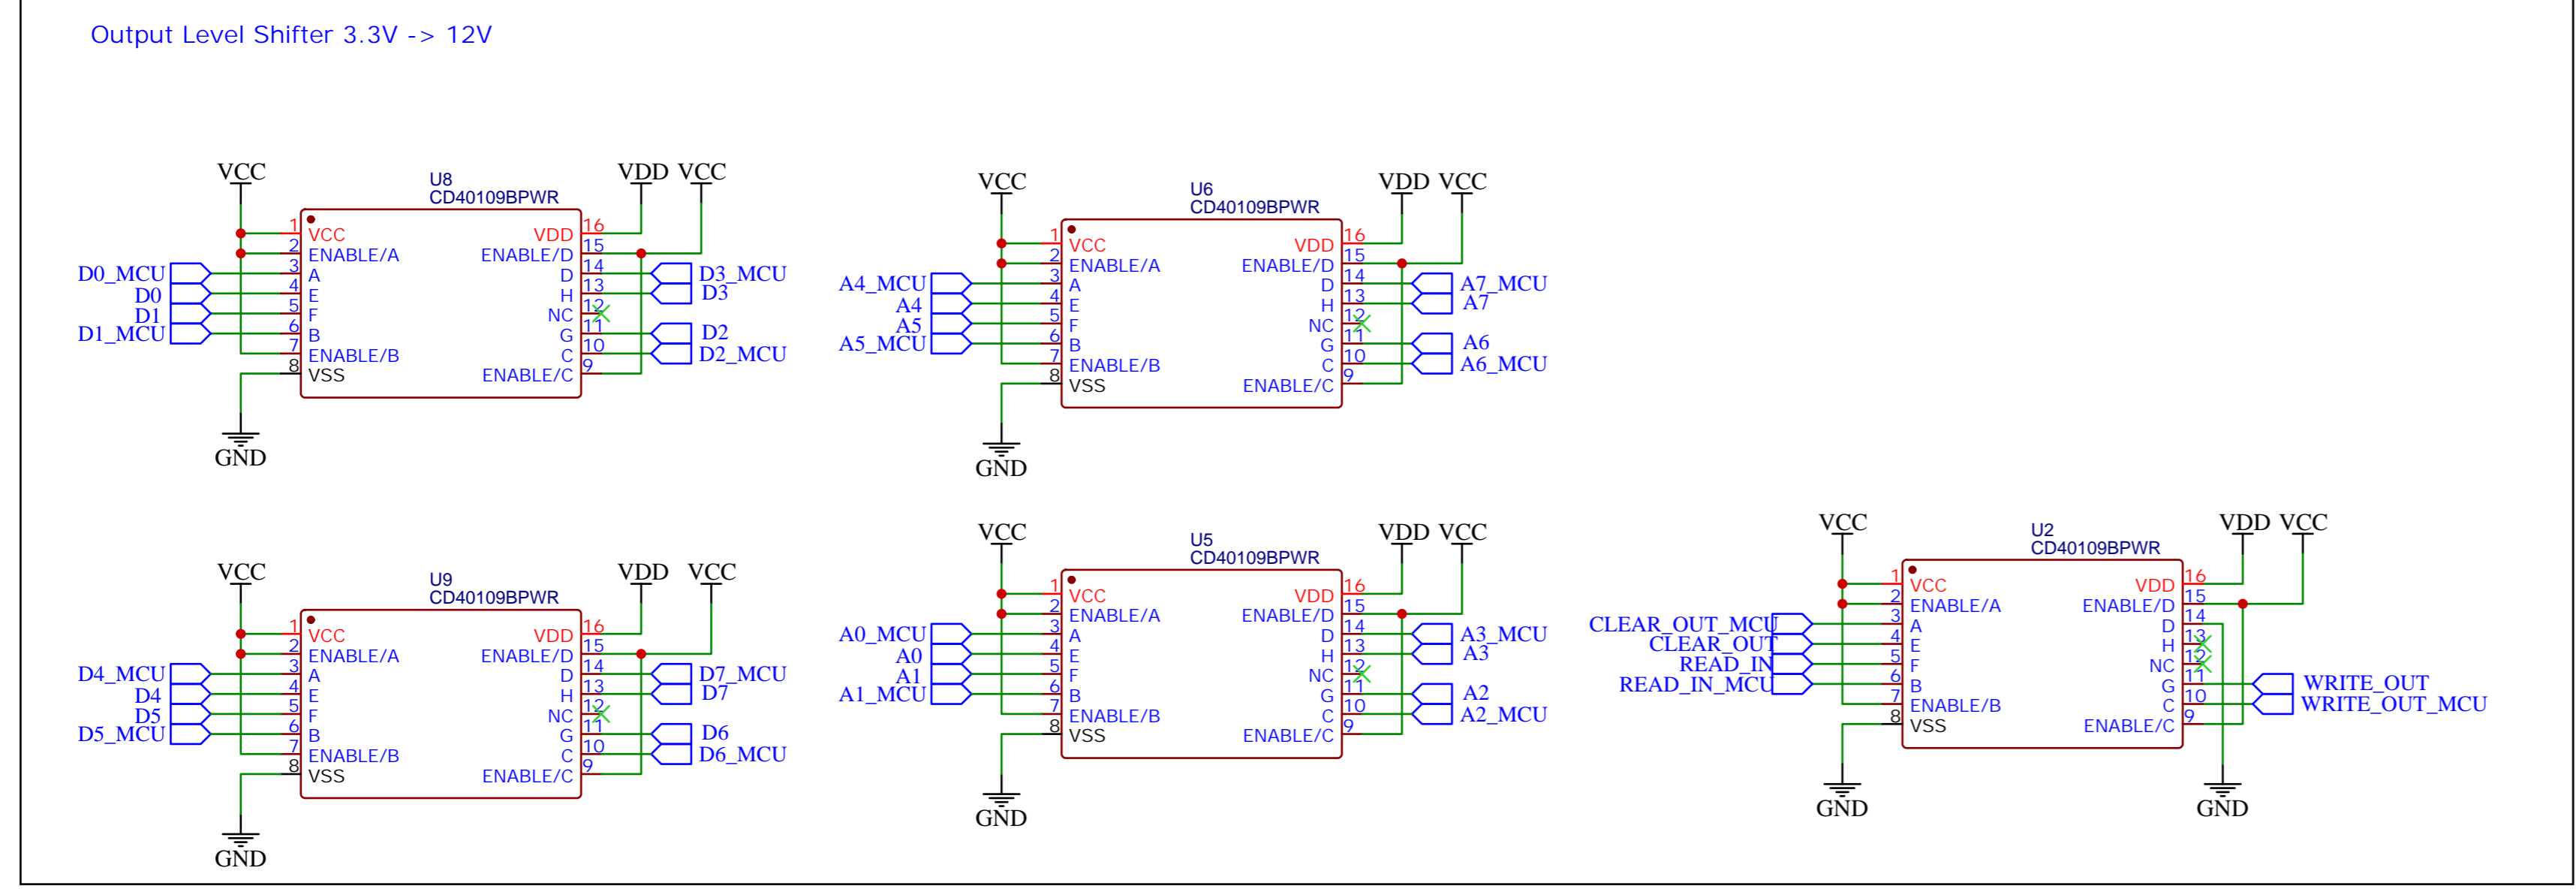 Output Level Shifter 3.3V -> 12V
VCC
U8
CD40109BPWR
VDD VCC
1 VCC VDD 16
2 ENABLE/A ENABLE/D 15
D0_MCU 3 A D 14 D3_MCU
D0 4 E H 13 D3
D1 5 F NC 12
D1_MCU 6 B G 11 D2
7 ENABLE/B C 10 D2_MCU
8 VSS ENABLE/C 9
GND
VCC
U6
CD40109BPWR
VDD VCC
1 VCC VDD 16
2 ENABLE/A ENABLE/D 15
A4_MCU 3 A D 14 A7_MCU
A4 4 E H 13 A7
A5 5 F NC 12
A5_MCU 6 B G 11 A6
7 ENABLE/B C 10 A6_MCU
8 VSS ENABLE/C 9
GND
VCC
U9
CD40109BPWR
VDD VCC
1 VCC VDD 16
2 ENABLE/A ENABLE/D 15
D4_MCU 3 A D 14 D7_MCU
D4 4 E H 13 D7
D5 5 F NC 12
D5_MCU 6 B G 11 D6
7 ENABLE/B C 10 D6_MCU
8 VSS ENABLE/C 9
GND
VCC
U5
CD40109BPWR
VDD VCC
1 VCC VDD 16
2 ENABLE/A ENABLE/D 15
A0_MCU 3 A D 14 A3_MCU
A0 4 E H 13 A3
A1 5 F NC 12
A1_MCU 6 B G 11 A2
7 ENABLE/B C 10 A2_MCU
8 VSS ENABLE/C 9
GND
VCC
U2
CD40109BPWR
VDD VCC
1 VCC VDD 16
2 ENABLE/A ENABLE/D 15
CLEAR_OUT_MCU 3 A D 14
CLEAR_OUT 4 E H 13
READ_IN 5 F NC 12
READ_IN_MCU 6 B G 11 WRITE_OUT
7 ENABLE/B C 10 WRITE_OUT_MCU
8 VSS ENABLE/C 9
GND GND